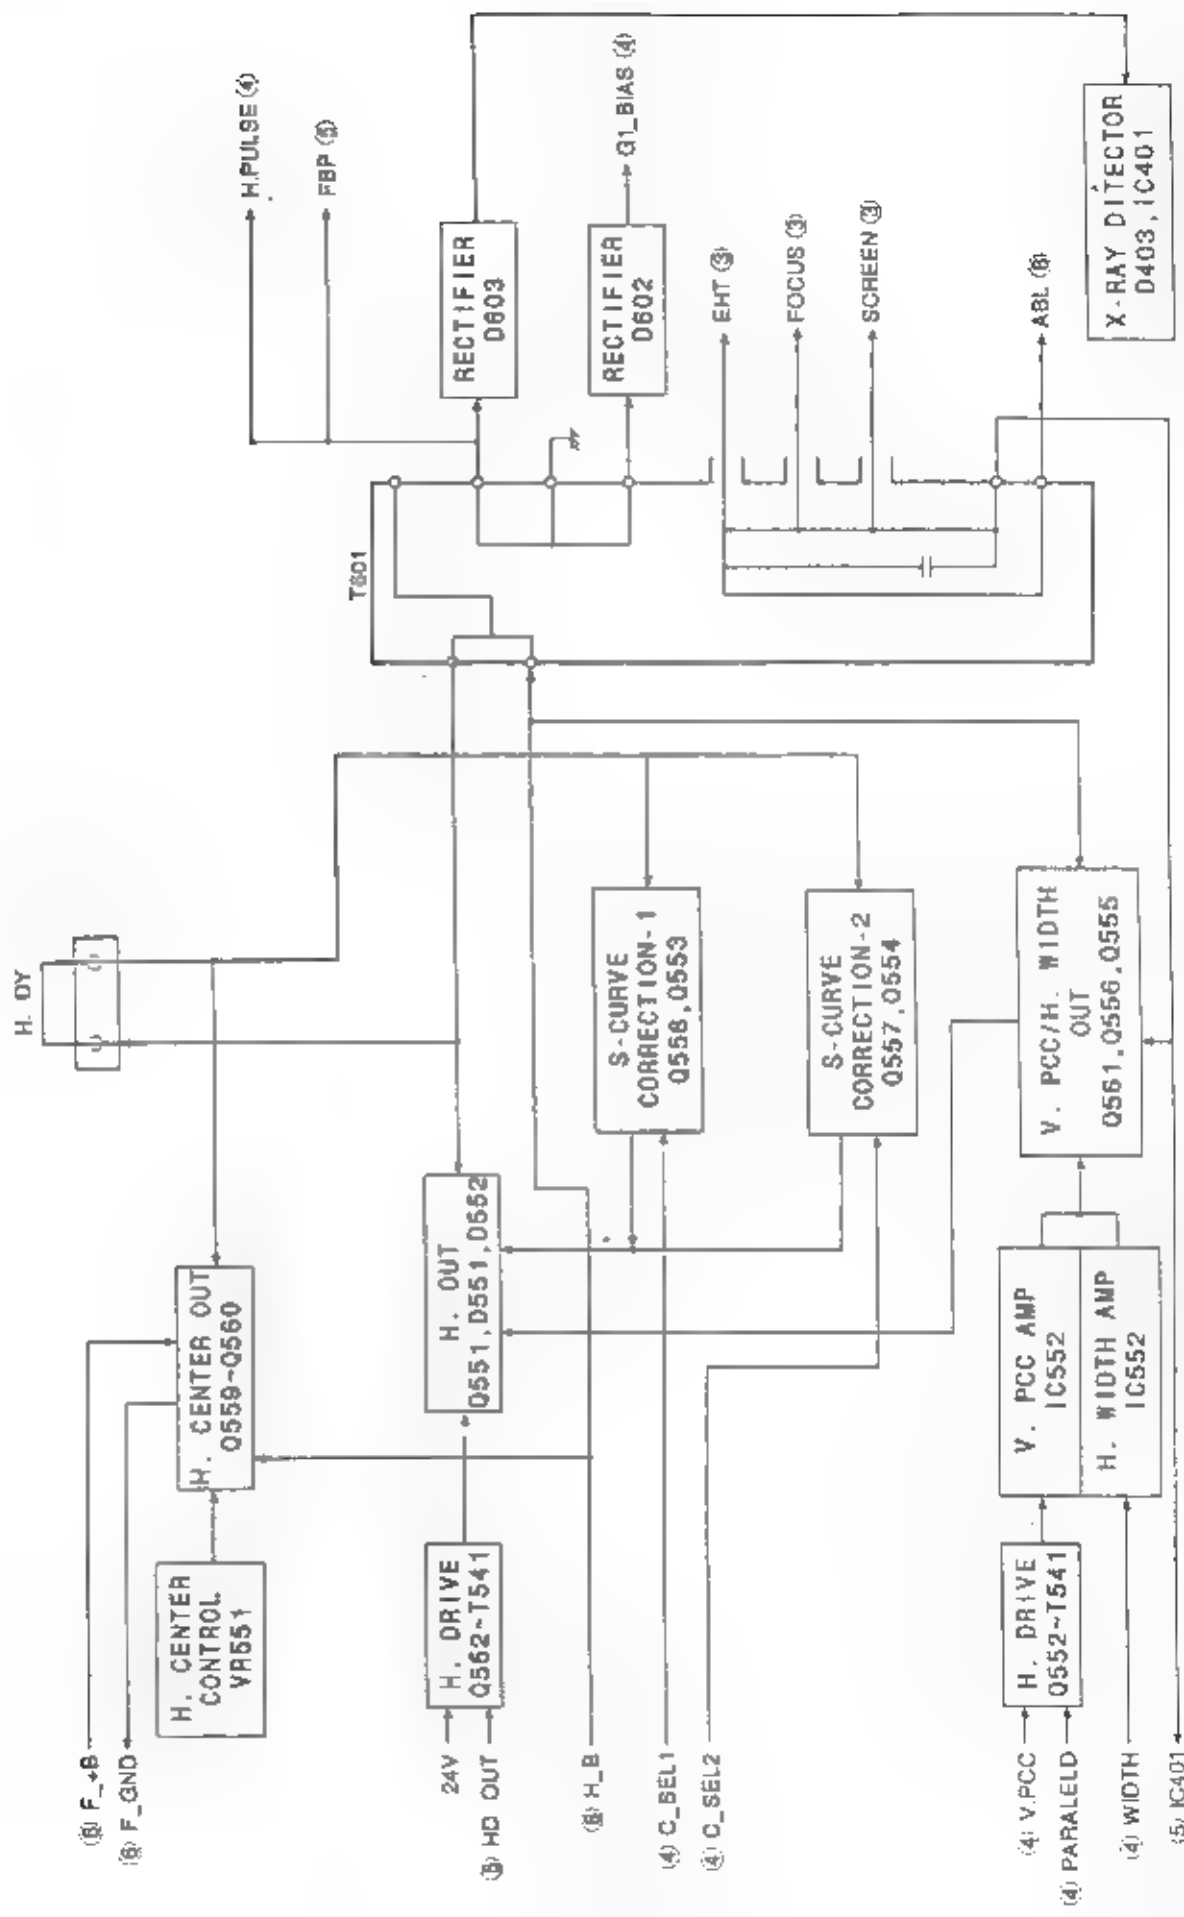 (6) F_+B
(6) F_GND
H. CENTER
CONTROL
VR551
H. CENTER OUT
Q559~Q560
H. DY
H.PULSE (4)
FBP (5)
24V
(5) HD OUT
H. DRIVE
Q552~T541
H. OUT
Q551,D551,D552
T601
RECTIFIER
D603
RECTIFIER
D602
G1_BIAS (4)
(6) H_B
(4) C_SEL1
(4) C_SEL2
S-CURVE
CORRECTION-1
Q558,Q553
S-CURVE
CORRECTION-2
Q557,Q554
EHT (3)
FOCUS (3)
SCREEN (3)
ABL (6)
(4) V.PCC
(4) PARALELD
(4) WIDTH
(5) IC401
H. DRIVE
Q552~T541
V. PCC AMP
IC552
H. WIDTH AMP
IC552
V. PCC/H. WIDTH
OUT
Q561,Q556,Q555
X-RAY DITECTOR
D403,IC401